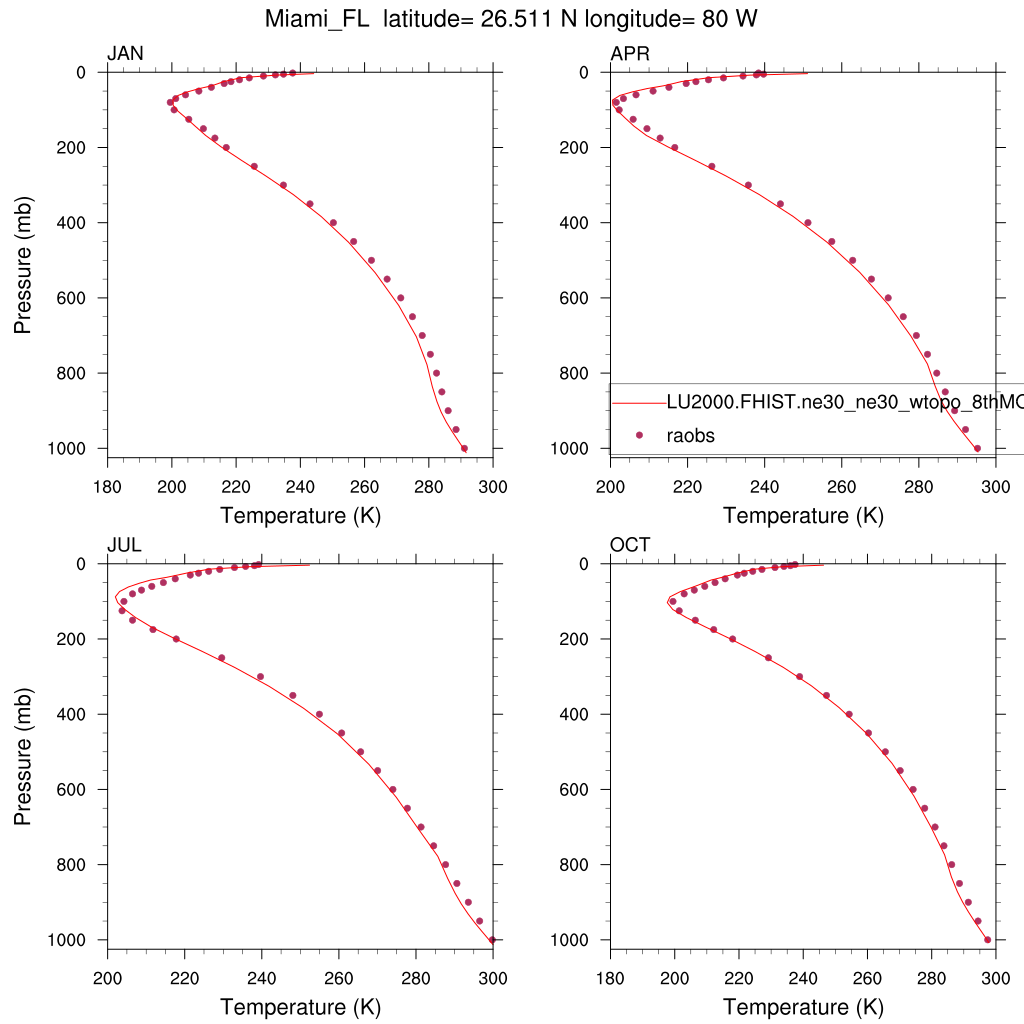 Miami_FL latitude= 26.511 N longitude= 80 W
JAN
APR
0
200
400
600
800
1000
Pressure (mb)
180 200 220 240 260 280 300
Temperature (K)
0
200
400
600
800
1000
LU2000.FHIST.ne30_ne30_wtopo_8thMO
raobs
200 220 240 260 280 300
Temperature (K)
JUL
OCT
0
200
400
600
800
1000
Pressure (mb)
200 220 240 260 280 300
Temperature (K)
0
200
400
600
800
1000
180 200 220 240 260 280 300
Temperature (K)